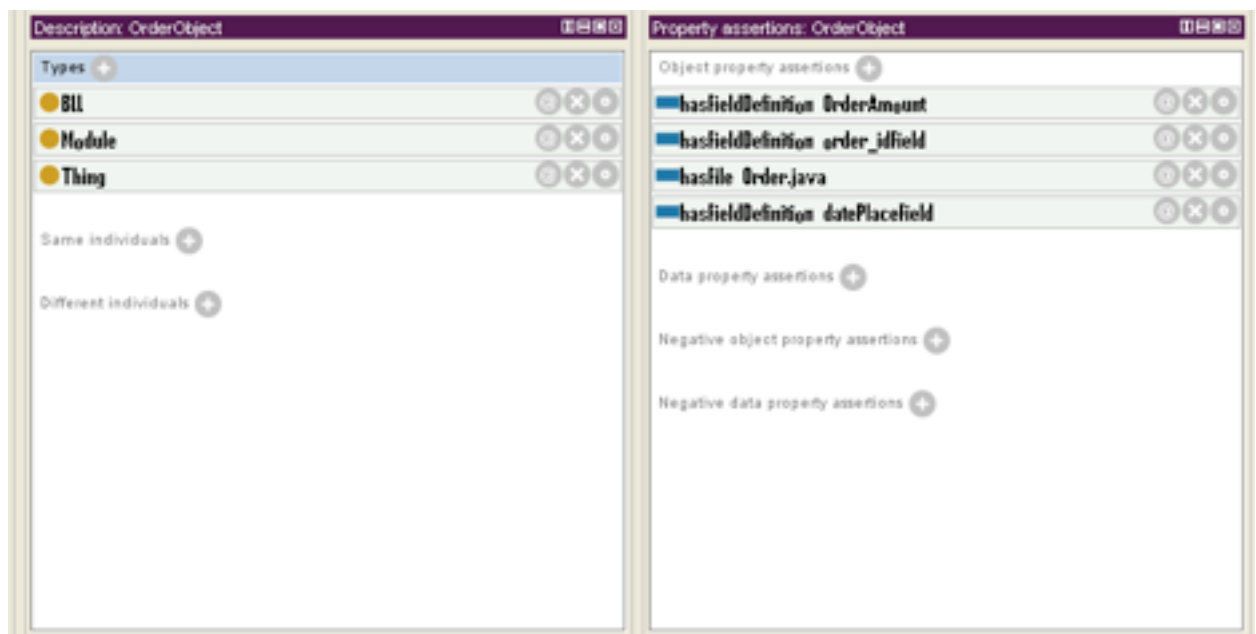 Description: OrderObject
Types
BLL
Module
Thing
Same individuals
Different individuals
Property assertions: OrderObject
Object property assertions
hasFieldDefinition OrderAmount
hasFieldDefinition order_idField
hasFile Order.java
hasFieldDefinition datePlaceField
Data property assertions
Negative object property assertions
Negative data property assertions